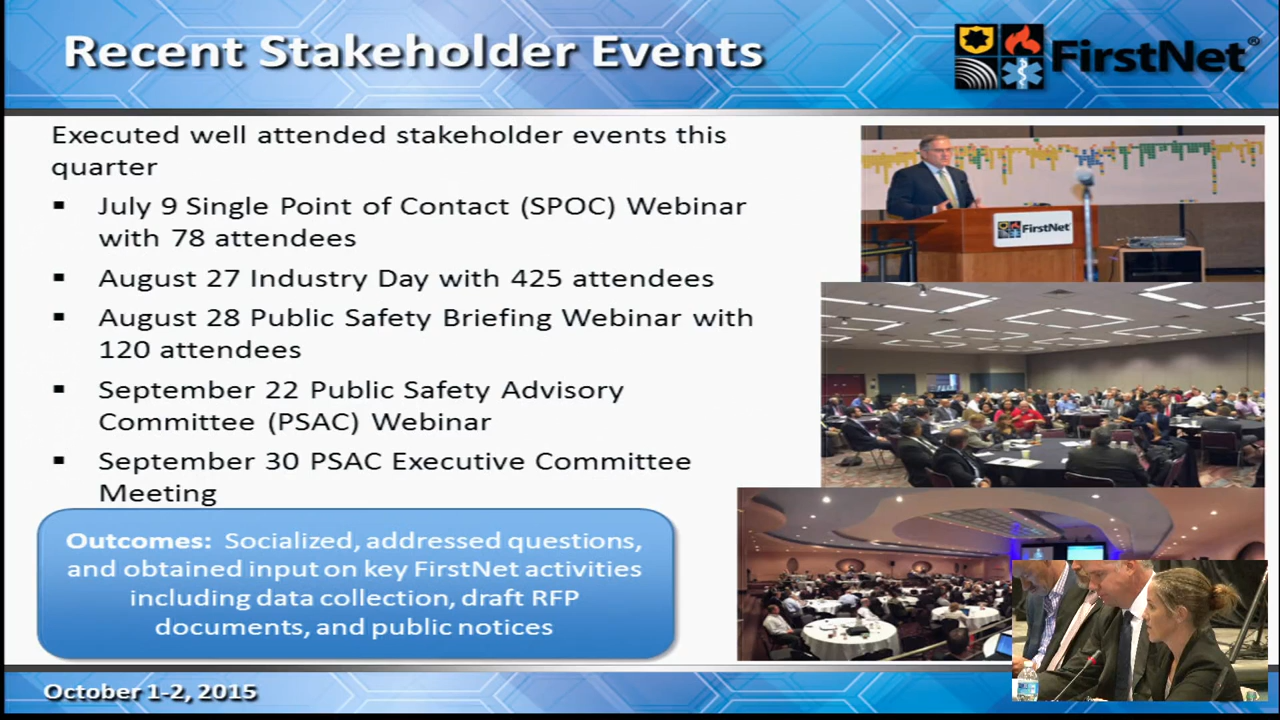 Recent Stakeholder Events
FirstNet®
Executed well attended stakeholder events this
quarter
▪ July 9 Single Point of Contact (SPOC) Webinar
with 78 attendees
▪ August 27 Industry Day with 425 attendees
▪ August 28 Public Safety Briefing Webinar with
120 attendees
▪ September 22 Public Safety Advisory
Committee (PSAC) Webinar
▪ September 30 PSAC Executive Committee
Meeting
FirstNet
Outcomes: Socialized, addressed questions,
and obtained input on key FirstNet activities
including data collection, draft RFP
documents, and public notices
October 1-2, 2015